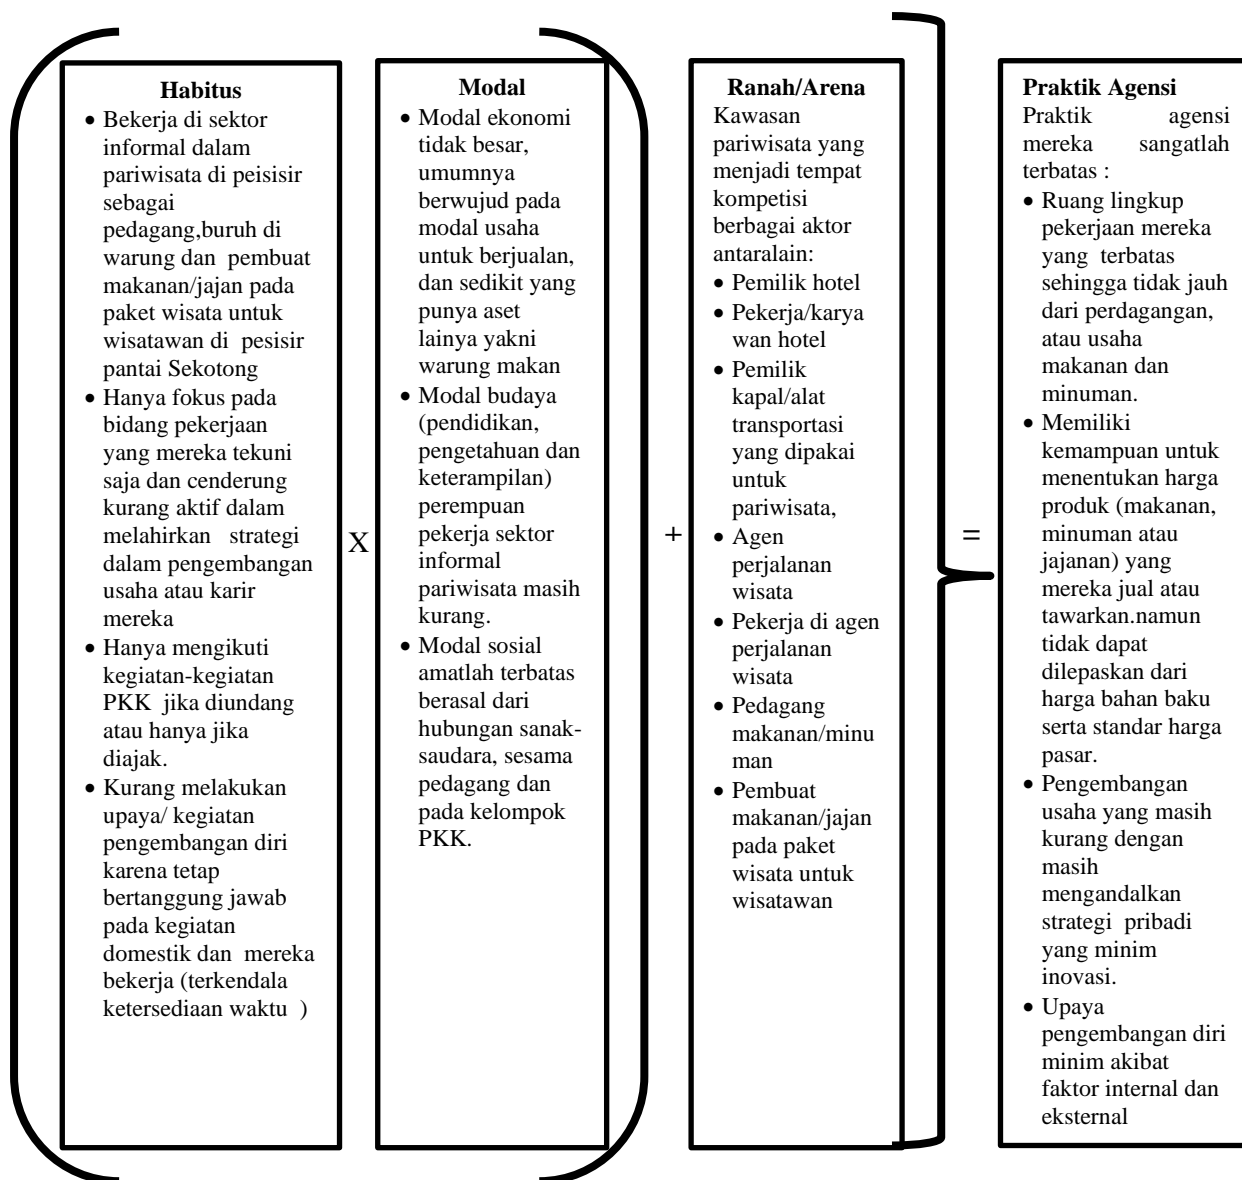 Habitus
• Bekerja di sektor
informal dalam
pariwisata di peisisir
sebagai
pedagang,buruh di
warung dan pembuat
makanan/jajan pada
paket wisata untuk
wisatawan di pesisir
pantai Sekotong
• Hanya fokus pada
bidang pekerjaan
yang mereka tekuni
saja dan cenderung
kurang aktif dalam
melahirkan strategi
dalam pengembangan
usaha atau karir
mereka
• Hanya mengikuti
kegiatan-kegiatan
PKK jika diundang
atau hanya jika
diajak.
• Kurang melakukan
upaya/ kegiatan
pengembangan diri
karena tetap
bertanggung jawab
pada kegiatan
domestik dan mereka
bekerja (terkendala
ketersediaan waktu )
X
Modal
• Modal ekonomi
tidak besar,
umumnya
berwujud pada
modal usaha
untuk berjualan,
dan sedikit yang
punya aset
lainya yakni
warung makan
• Modal budaya
(pendidikan,
pengetahuan dan
keterampilan)
perempuan
pekerja sektor
informal
pariwisata masih
kurang.
• Modal sosial
amatlah terbatas
berasal dari
hubungan sanak-
saudara, sesama
pedagang dan
pada kelompok
PKK.
+
Ranah/Arena
Kawasan
pariwisata yang
menjadi tempat
kompetisi
berbagai aktor
antaralain:
• Pemilik hotel
• Pekerja/karya
wan hotel
• Pemilik
kapal/alat
transportasi
yang dipakai
untuk
pariwisata,
• Agen
perjalanan
wisata
• Pekerja di agen
perjalanan
wisata
• Pedagang
makanan/minu
man
• Pembuat
makanan/jajan
pada paket
wisata untuk
wisatawan
=
Praktik Agensi
Praktik agensi
mereka sangatlah
terbatas :
• Ruang lingkup
pekerjaan mereka
yang terbatas
sehingga tidak jauh
dari perdagangan,
atau usaha
makanan dan
minuman.
• Memiliki
kemampuan untuk
menentukan harga
produk (makanan,
minuman atau
jajanan) yang
mereka jual atau
tawarkan.namun
tidak dapat
dilepaskan dari
harga bahan baku
serta standar harga
pasar.
• Pengembangan
usaha yang masih
kurang dengan
masih
mengandalkan
strategi pribadi
yang minim
inovasi.
• Upaya
pengembangan diri
minim akibat
faktor internal dan
eksternal